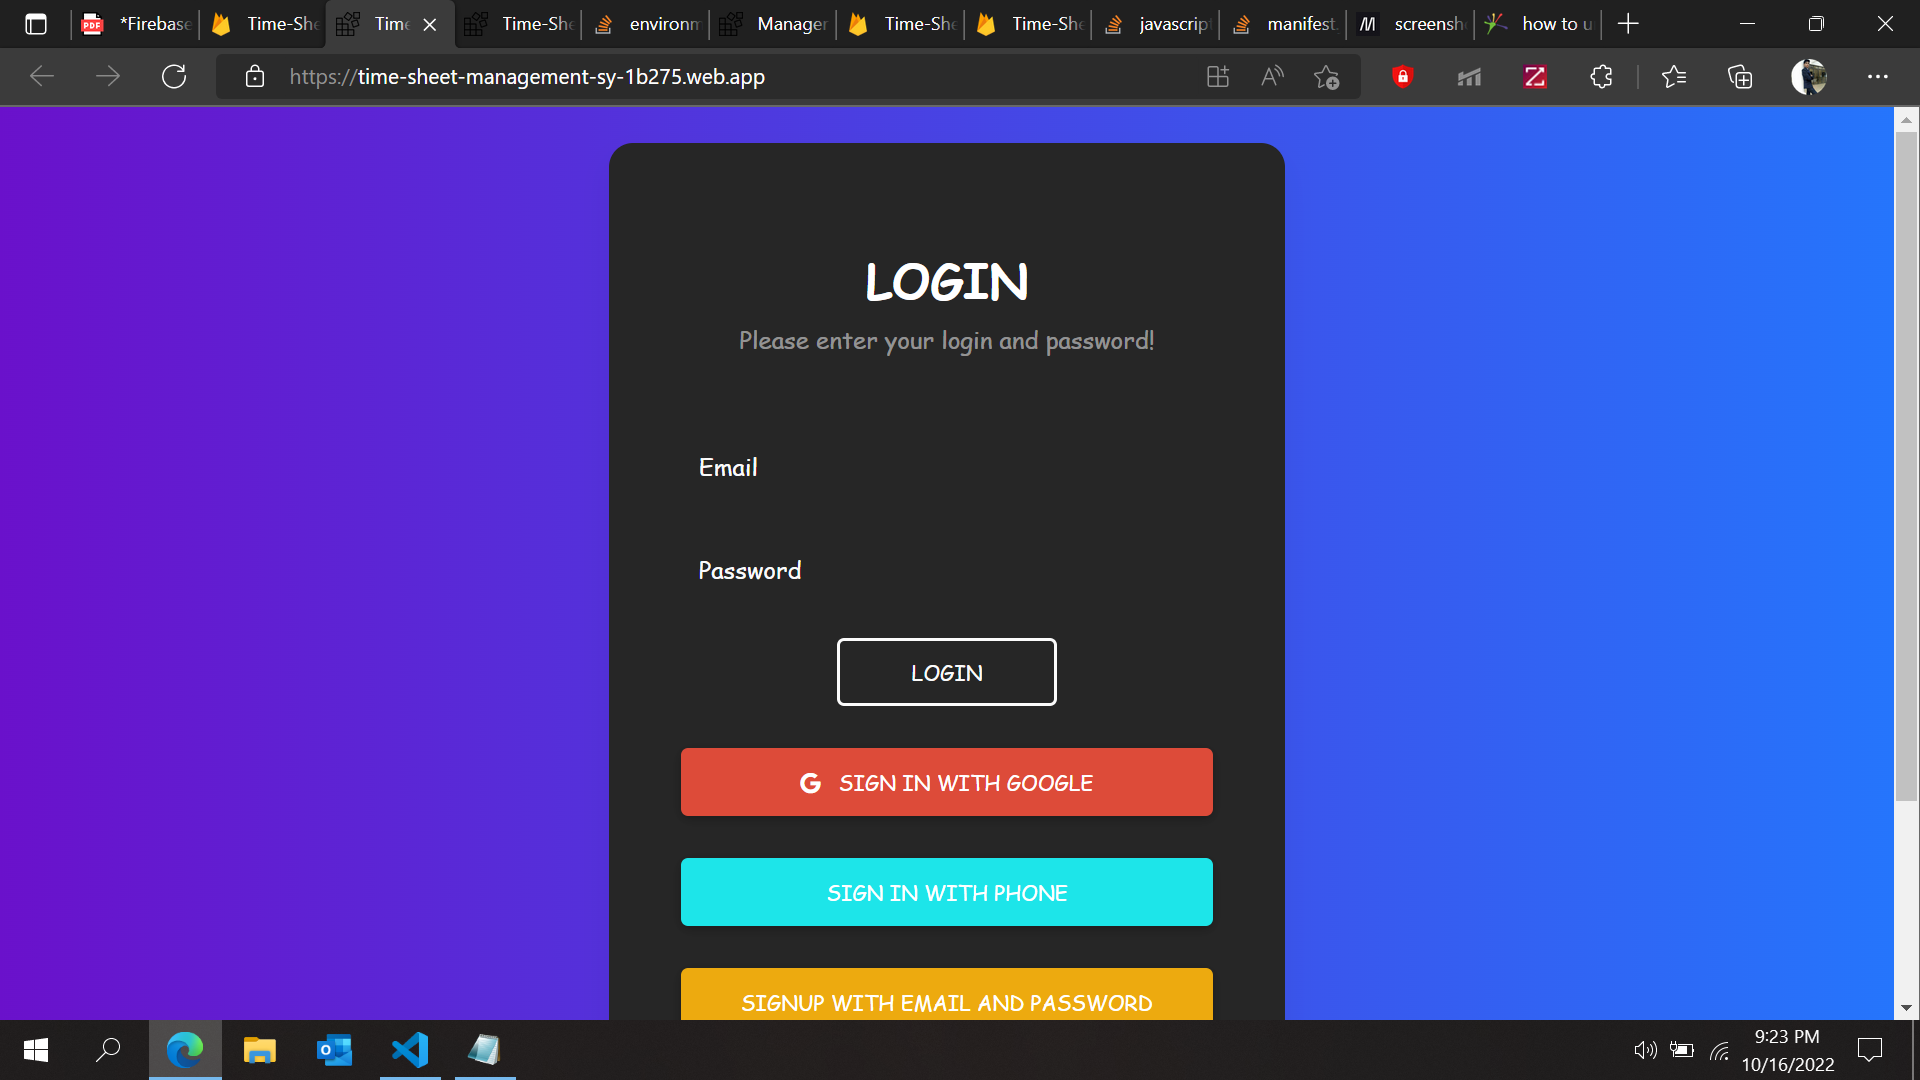 *Firebase
Time-She
Time
Time-She
environm
Manager
Time-She
Time-She
javascrip
manifest.
screensh
how to u
https://time-sheet-management-sy-1b275.web.app
LOGIN
Please enter your login and password!
Email
Password
LOGIN
G SIGN IN WITH GOOGLE
SIGN IN WITH PHONE
SIGNUP WITH EMAIL AND PASSWORD
9:23 PM
10/16/2022